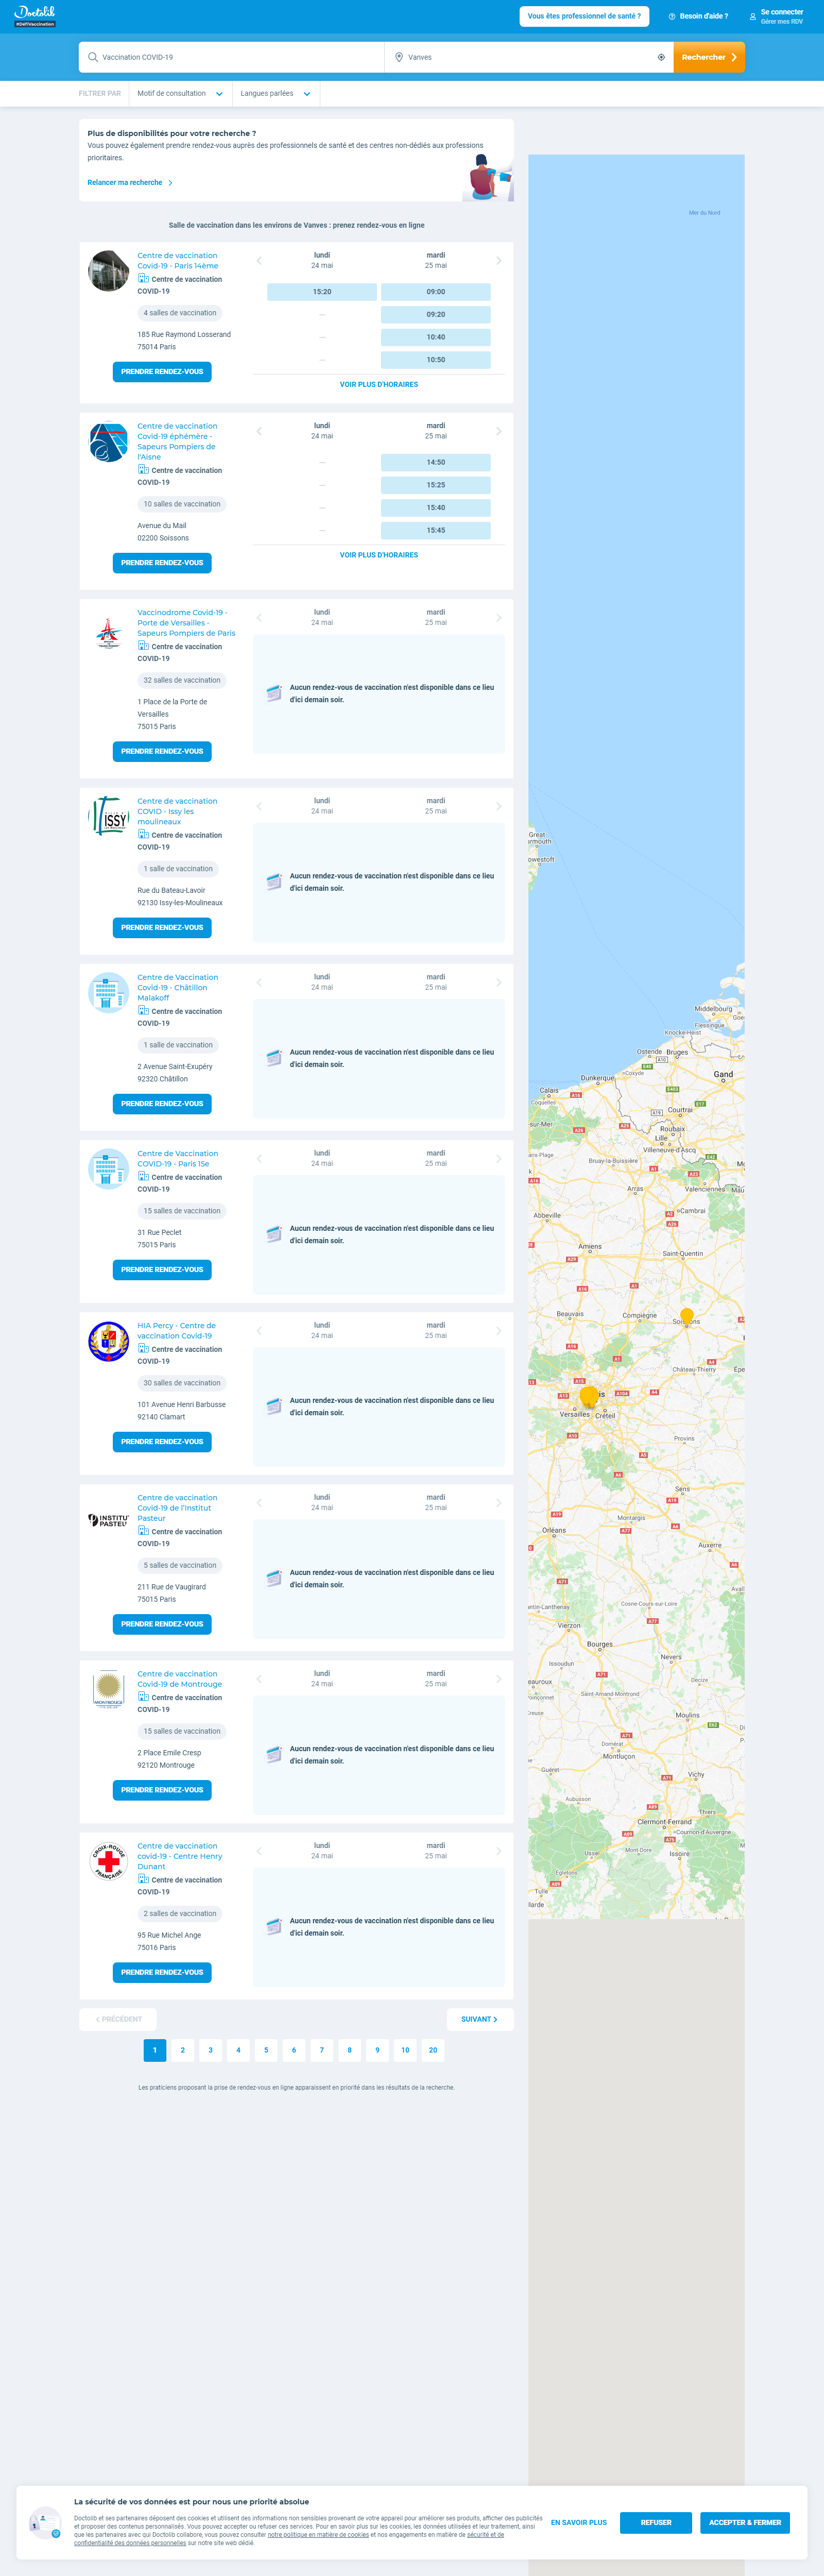 Doctolib
#DéfiVaccination
Vous êtes professionnel de santé ?
Besoin d'aide ?
Se connecter
Gérer mes RDV
Vaccination COVID-19
Vanves
Rechercher
FILTRER PAR
Motif de consultation
Langues parlées
Plus de disponibilités pour votre recherche ?
Vous pouvez également prendre rendez-vous auprès des professionnels de santé et des centres non-dédiés aux professions
prioritaires.
Relancer ma recherche
Salle de vaccination dans les environs de Vanves : prenez rendez-vous en ligne
Centre de vaccination
Covid-19 - Paris 14ème
Centre de vaccination
COVID-19
4 salles de vaccination
185 Rue Raymond Losserand
75014 Paris
PRENDRE RENDEZ-VOUS
lundi
24 mai
mardi
25 mai
15:20
09:00
—
09:20
—
10:40
—
10:50
VOIR PLUS D'HORAIRES
Centre de vaccination
Covid-19 éphémère -
Sapeurs Pompiers de
l'Aisne
Centre de vaccination
COVID-19
10 salles de vaccination
Avenue du Mail
02200 Soissons
PRENDRE RENDEZ-VOUS
lundi
24 mai
mardi
25 mai
—
14:50
—
15:25
—
15:40
—
15:45
VOIR PLUS D'HORAIRES
Vaccinodrome Covid-19 -
Porte de Versailles -
Sapeurs Pompiers de Paris
Centre de vaccination
COVID-19
32 salles de vaccination
1 Place de la Porte de
Versailles
75015 Paris
PRENDRE RENDEZ-VOUS
lundi
24 mai
mardi
25 mai
Aucun rendez-vous de vaccination n'est disponible dans ce lieu
d'ici demain soir.
ISSY
Centre de vaccination
COVID - Issy les
moulineaux
Centre de vaccination
COVID-19
1 salle de vaccination
Rue du Bateau-Lavoir
92130 Issy-les-Moulineaux
PRENDRE RENDEZ-VOUS
lundi
24 mai
mardi
25 mai
Aucun rendez-vous de vaccination n'est disponible dans ce lieu
d'ici demain soir.
Centre de Vaccination
Covid-19 - Châtillon
Malakoff
Centre de vaccination
COVID-19
1 salle de vaccination
2 Avenue Saint-Exupéry
92320 Châtillon
PRENDRE RENDEZ-VOUS
lundi
24 mai
mardi
25 mai
Aucun rendez-vous de vaccination n'est disponible dans ce lieu
d'ici demain soir.
Centre de Vaccination
COVID-19 - Paris 15e
Centre de vaccination
COVID-19
15 salles de vaccination
31 Rue Peclet
75015 Paris
PRENDRE RENDEZ-VOUS
lundi
24 mai
mardi
25 mai
Aucun rendez-vous de vaccination n'est disponible dans ce lieu
d'ici demain soir.
HIA Percy - Centre de
vaccination Covid-19
Centre de vaccination
COVID-19
30 salles de vaccination
101 Avenue Henri Barbusse
92140 Clamart
PRENDRE RENDEZ-VOUS
lundi
24 mai
mardi
25 mai
Aucun rendez-vous de vaccination n'est disponible dans ce lieu
d'ici demain soir.
INSTITUT
PASTEUR
Centre de vaccination
Covid-19 de l'Institut
Pasteur
Centre de vaccination
COVID-19
5 salles de vaccination
211 Rue de Vaugirard
75015 Paris
PRENDRE RENDEZ-VOUS
lundi
24 mai
mardi
25 mai
Aucun rendez-vous de vaccination n'est disponible dans ce lieu
d'ici demain soir.
MONTROUGE
Centre de vaccination
Covid-19 de Montrouge
Centre de vaccination
COVID-19
15 salles de vaccination
2 Place Emile Cresp
92120 Montrouge
PRENDRE RENDEZ-VOUS
lundi
24 mai
mardi
25 mai
Aucun rendez-vous de vaccination n'est disponible dans ce lieu
d'ici demain soir.
CROIX-ROUGE
FRANÇAISE
Centre de vaccination
covid-19 - Centre Henry
Dunant
Centre de vaccination
COVID-19
2 salles de vaccination
95 Rue Michel Ange
75016 Paris
PRENDRE RENDEZ-VOUS
lundi
24 mai
mardi
25 mai
Aucun rendez-vous de vaccination n'est disponible dans ce lieu
d'ici demain soir.
PRÉCÉDENT
SUIVANT
1
2
3
4
5
6
7
8
9
10
20
Les praticiens proposant la prise de rendez-vous en ligne apparaissent en priorité dans les résultats de la recherche.
Mer du Nord
Great
Middelbourg
Knocke-Heist
Ostende
Bruges
Gand
Dunkerque
Calais
Coquelles
Courtrai
Roubaix
Lille
Villeneuve-d'Ascq
Bruay-la-Buissière
Valenciennes
Arras
Cambrai
Abbeville
Amiens
Saint-Quentin
Beauvais
Compiègne
Soissons
Château-Thierry
Versailles
Créteil
Provins
Sens
Montargis
Orléans
Auxerre
Cosne-Cours-sur-Loire
Vierzon
Bourges
Nevers
Issoudun
Decize
Saint-Amand-Montrond
Moulins
Domérat
Montluçon
Guéret
Vichy
Aubusson
Thiers
Clermont-Ferrand
Cournon-d'Auvergne
Ussel
Mont-Dore
Issoire
Égletons
Tulle
La sécurité de vos données est pour nous une priorité absolue
Doctolib et ses partenaires déposent des cookies et utilisent des informations non sensibles provenant de votre appareil pour améliorer ses produits, afficher des publicités
et proposer des contenus personnalisés. Vous pouvez accepter ou refuser ces services. Pour en savoir plus sur les cookies, les données utilisées et leur traitement, ainsi
que les partenaires avec qui Doctolib collabore, vous pouvez consulter notre politique en matière de cookies et nos engagements en matière de sécurité et de
confidentialité des données personnelles sur notre site web dédié.
EN SAVOIR PLUS
REFUSER
ACCEPTER & FERMER